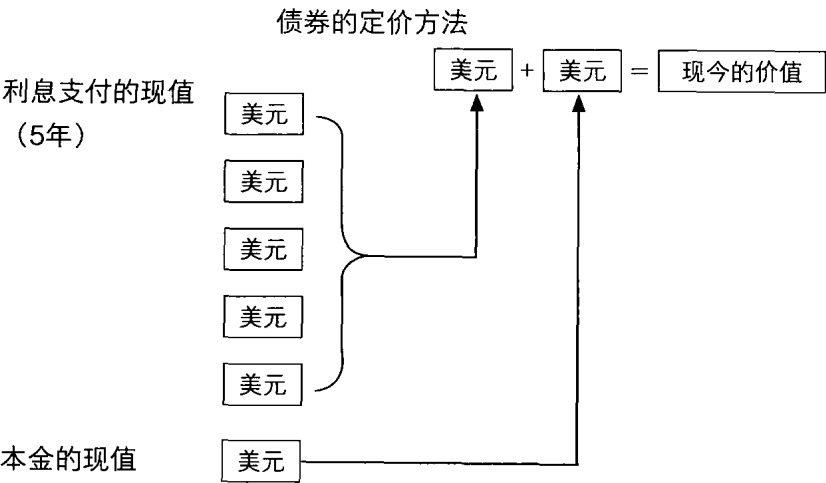 债券的定价方法
美元 + 美元 = 现今的价值
利息支付的现值
（5年）
美元
美元
美元
美元
美元
本金的现值 美元